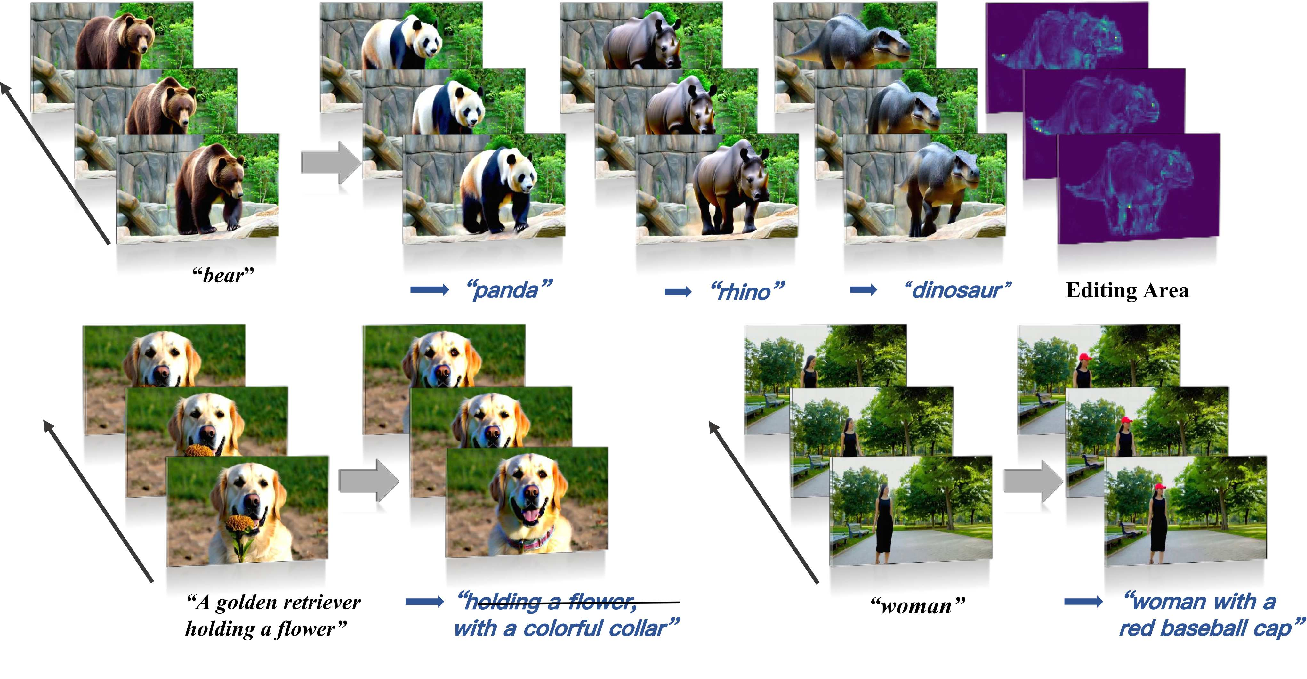 “bear”
“panda”
“rhino”
“dinosaur”
Editing Area
“A golden retriever
holding a flower”
“holding a flower,
with a colorful collar”
“woman”
“woman with a
red baseball cap”